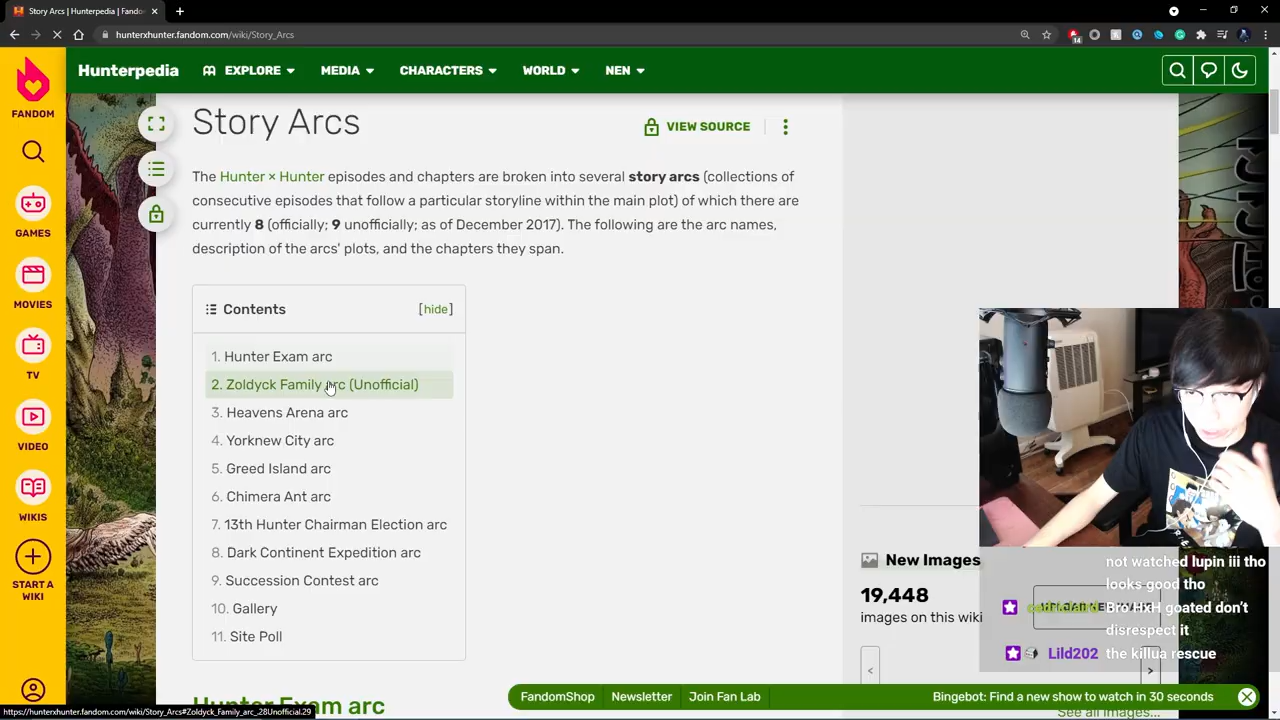 Story Arcs | Hunterpedia | Fandom
hunterxhunter.fandom.com/wiki/Story_Arcs
14
FANDOM
GAMES
MOVIES
TV
VIDEO
WIKIS
START A
WIKI
Hunterpedia
EXPLORE
MEDIA
CHARACTERS
WORLD
NEN
Story Arcs
VIEW SOURCE
The Hunter × Hunter episodes and chapters are broken into several story arcs (collections of
consecutive episodes that follow a particular storyline within the main plot) of which there are
currently 8 (officially; 9 unofficially; as of December 2017). The following are the arc names,
description of the arcs' plots, and the chapters they span.
Contents [hide]
1. Hunter Exam arc
2. Zoldyck Family arc (Unofficial)
3. Heavens Arena arc
4. Yorknew City arc
5. Greed Island arc
6. Chimera Ant arc
7. 13th Hunter Chairman Election arc
8. Dark Continent Expedition arc
9. Succession Contest arc
10. Gallery
11. Site Poll
Hunter Exam arc
New Images
19,448
images on this wiki
See all images...
not watched lupin iii tho
looks good tho
Bro HxH goated don't
disrespect it
Lild202 the killua rescue
FandomShop
Newsletter
Join Fan Lab
Bingebot: Find a new show to watch in 30 seconds
https://hunterxhunter.fandom.com/wiki/Story_Arcs#Zoldyck_Family_arc_.28Unofficial.29